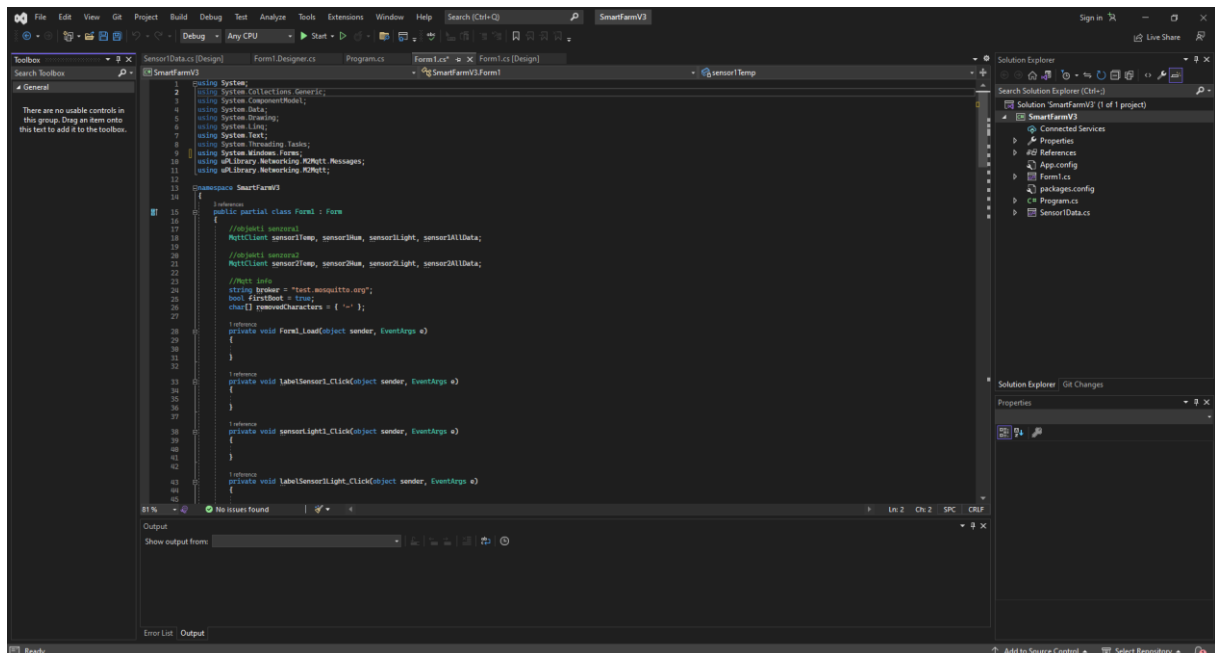 File Edit View Git Project Build Debug Test Analyze Tools Extensions Window Help Search (Ctrl+Q) SmartFarmV3 Sign in
Debug Any CPU Start Live Share
Toolbox
Search Toolbox
General
There are no usable controls in
this group. Drag an item onto
this text to add it to the toolbox.
Sensor1Data.cs [Design] Form1.Designer.cs Program.cs Form1.cs* Form1.cs [Design]
SmartFarmV3 SmartFarmV3.Form1 sensor1Temp
1 using System;
2 using System.Collections.Generic;
3 using System.ComponentModel;
4 using System.Data;
5 using System.Drawing;
6 using System.Linq;
7 using System.Text;
8 using System.Threading.Tasks;
9 using System.Windows.Forms;
10 using uPLibrary.Networking.M2Mqtt.Messages;
11 using uPLibrary.Networking.M2Mqtt;
12
13 namespace SmartFarmV3
14 {
references
15 public partial class Form1 : Form
16 {
17 //objekti senzora1
18 MqttClient sensor1Temp, sensor1Hum, sensor1Light, sensor1AllData;
19
20 //objekti
21 MqttClient sensor2Temp, sensor2Hum, sensor2Light, sensor2AllData;
22
23 //Mqtt info
24 string broker = "test.mosquitto.org";
25 bool firstBoot = true;
26 char[] removedCharacters = { '-' };
27
1 reference
28 private void Form1_Load(object sender, EventArgs e)
29 {
30
31 }
32
1 reference
33 private void labelSensor1_Click(object sender, EventArgs e)
34 {
35
36 }
37
1 reference
38 private void sensorLight1_Click(object sender, EventArgs e)
39 {
40
41 }
42
1 reference
43 private void labelSensor1Light_Click(object sender, EventArgs e)
44 {
45
81 % No issues found Ln: 2 Ch: 2 SPC CRLF
Output
Show output from:
Error List Output
Solution Explorer
Search Solution Explorer (Ctrl+;)
Solution 'SmartFarmV3' (1 of 1 project)
SmartFarmV3
Connected Services
Properties
References
App.config
Form1.cs
packages.config
C# Program.cs
Sensor1Data.cs
Solution Explorer Git Changes
Properties
Ready Add to Source Control Select Repository